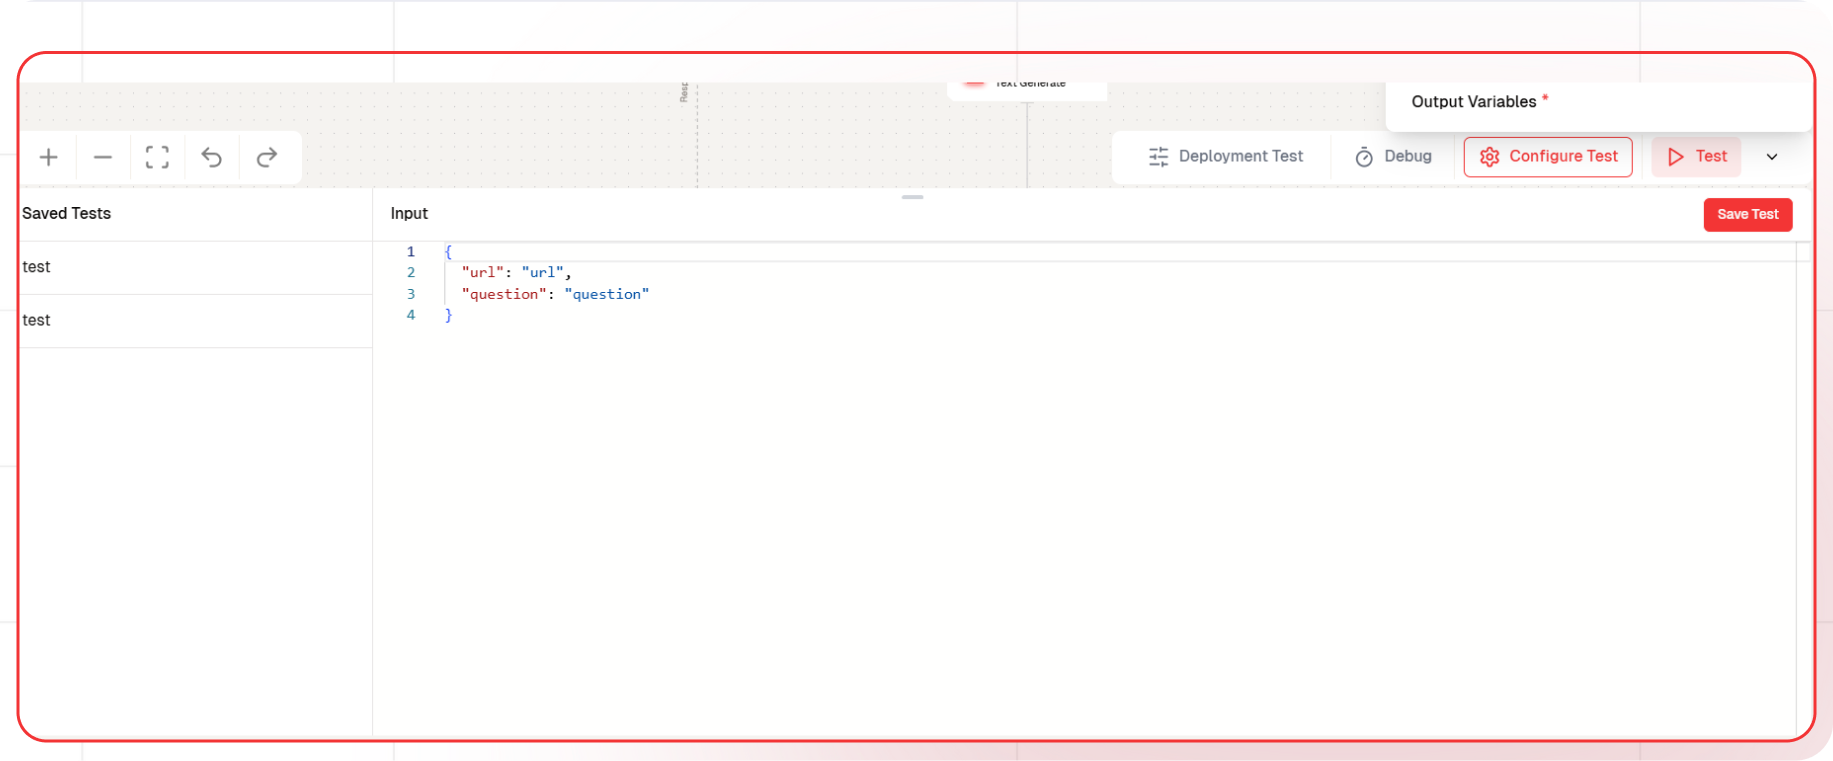 Text Generate
Output Variables *
Deployment Test
Debug
Configure Test
Test
Saved Tests
Input
Save Test
test
test
1 {
2 "url": "url",
3 "question": "question"
4 }